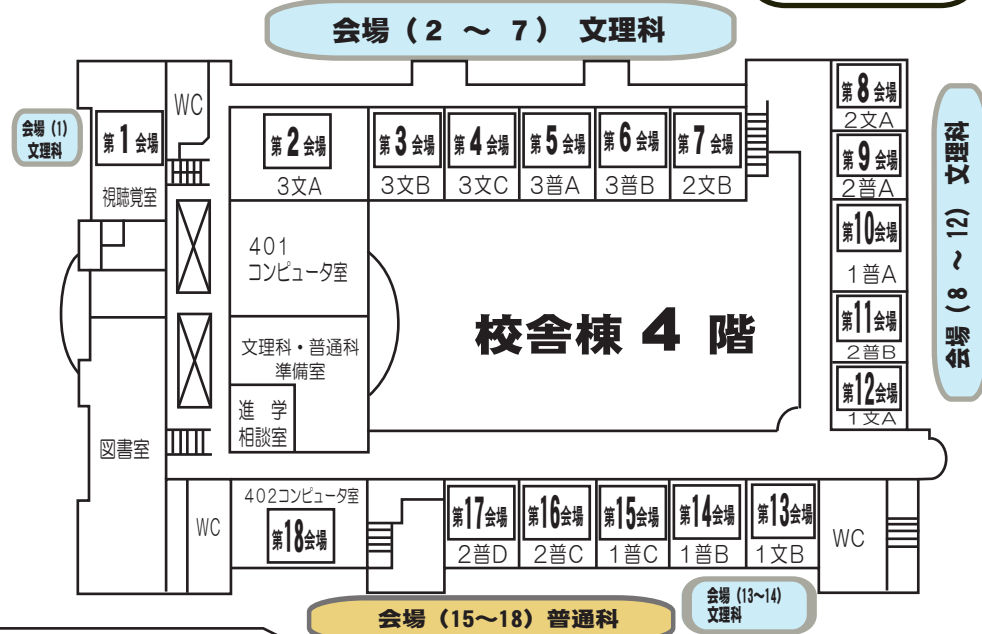 会場（2 ～ 7） 文理科
会場（1）
文理科
WC
第1会場
視聴覚室
第2会場
3文A
第3会場
3文B
第4会場
3文C
第5会場
3普A
第6会場
3普B
第7会場
2文B
第8会場
2文A
第9会場
2普A
第10会場
1普A
第11会場
2普B
第12会場
1文A
会場（8 ～ 12） 文理科
401
コンピュータ室
校舎棟 4 階
文理科・普通科
準備室
進 学
相談室
図書室
WC
402コンピュータ室
第18会場
第17会場
2普D
第16会場
2普C
第15会場
1普C
第14会場
1普B
第13会場
1文B
WC
会場（15～18）普通科
会場（13～14）
文理科